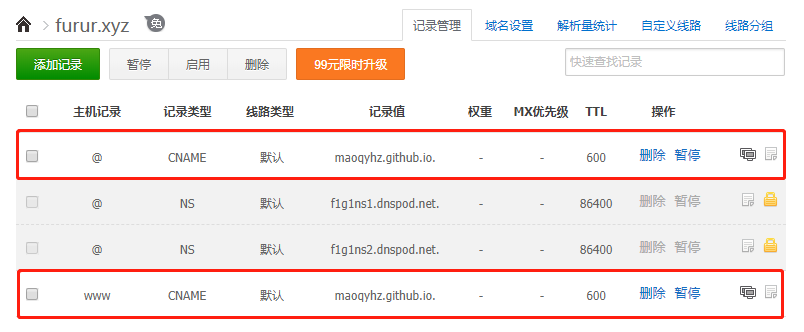 furur.xyz 免 记录管理 域名设置 解析量统计 自定义线路 线路分组
添加记录 暂停 启用 删除 99元限时升级 快速查找记录
主机记录 记录类型 线路类型 记录值 权重 MX优先级 TTL 操作
@ CNAME 默认 maoqyhz.github.io. - - 600 删除 暂停
@ NS 默认 f1g1ns1.dnspod.net. - - 86400 删除 暂停
@ NS 默认 f1g1ns2.dnspod.net. - - 86400 删除 暂停
www CNAME 默认 maoqyhz.github.io. - - 600 删除 暂停